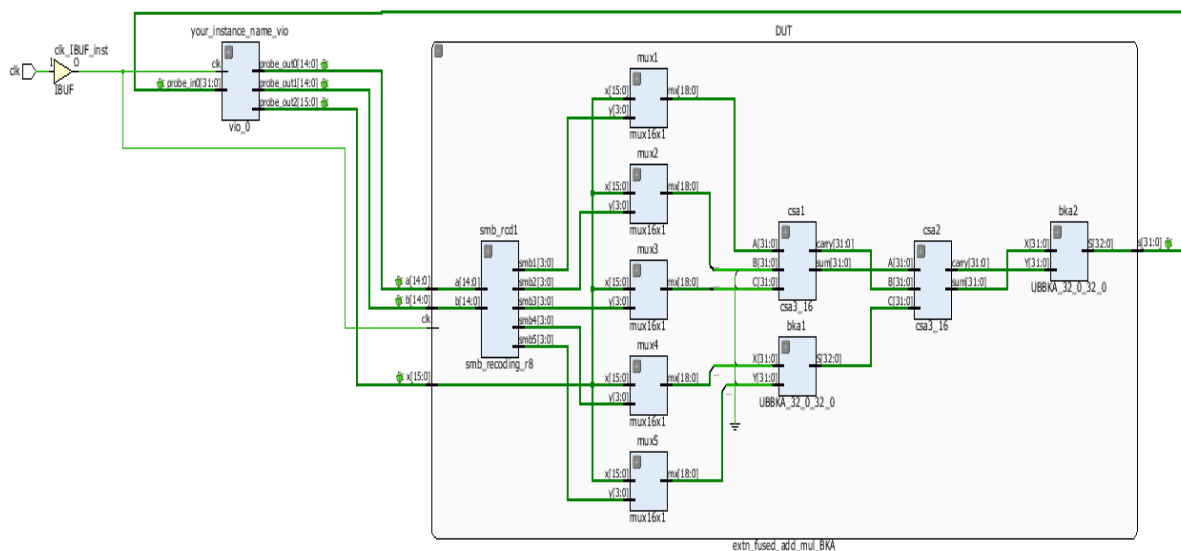 DUT
your_instance_name_vio
clk_IBUF_inst
clk
I
O
IBUF
clk
probe_in0[31:0]
probe_out0[14:0]
probe_out1[14:0]
probe_out2[15:0]
vio_0
mux1
x[15:0]
y[3:0]
mx[18:0]
mux16x1
mux2
x[15:0]
y[3:0]
mx[18:0]
mux16x1
mux3
x[15:0]
y[3:0]
mx[18:0]
mux16x1
mux4
x[15:0]
y[3:0]
mx[18:0]
mux16x1
mux5
x[15:0]
y[3:0]
mx[18:0]
mux16x1
smb_rcd1
a[14:0]
b[14:0]
clk
x[15:0]
a[14:0]
b[14:0]
smb1[3:0]
smb2[3:0]
smb3[3:0]
smb4[3:0]
smb5[3:0]
smb_recoding_r8
csa1
A[31:0]
B[31:0]
C[31:0]
carry[31:0]
sum[31:0]
csa3_16
bka1
X[31:0]
Y[31:0]
S[32:0]
UBBKA_32_0_32_0
csa2
A[31:0]
B[31:0]
C[31:0]
carry[31:0]
sum[31:0]
csa3_16
bka2
X[31:0]
Y[31:0]
S[32:0]
UBBKA_32_0_32_0
s[31:0]
extn_fused_add_mul_BKA